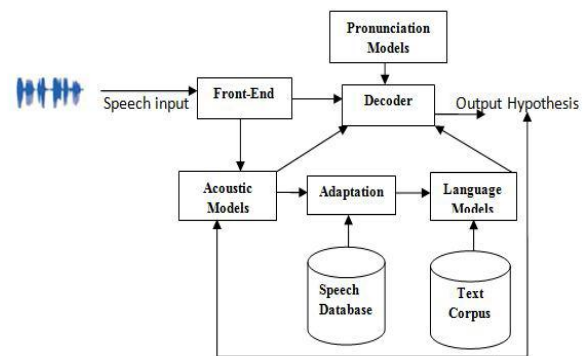 Pronunciation
Models
Speech input
Front-End
Decoder
Output Hypothesis
Acoustic
Models
Adaptation
Language
Models
Speech
Database
Text
Corpus